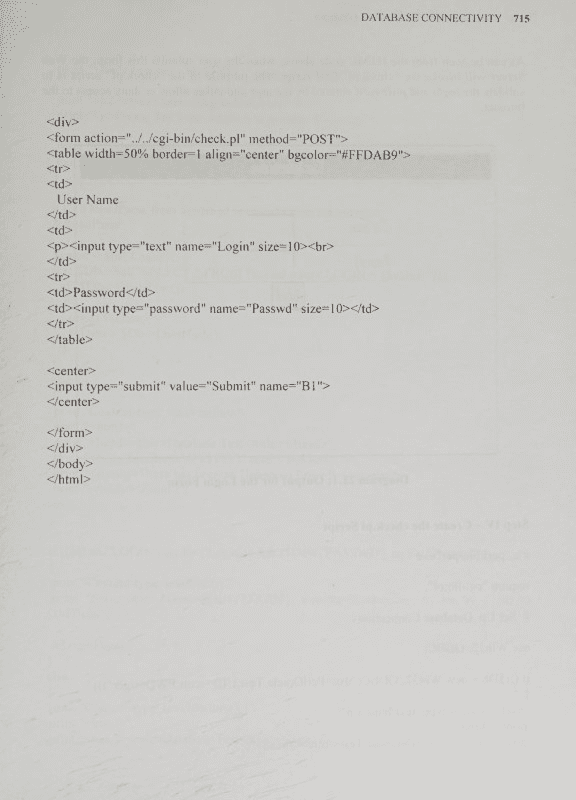 DATABASE CONNECTIVITY 715
<div>
<form action="../../cgi-bin/check.pl" method="POST">
<table width=50% border=1 align="center" bgcolor="#FFDAB9">
<tr>
<td>
User Name
</td>
<td>
<p><input type="text" name="Login" size=10><br>
</td>
<tr>
<td>Password</td>
<td><input type="password" name="Passwd" size=10></td>
</tr>
</table>
<center>
<input type="submit" value="Submit" name="B1">
</center>
</form>
</div>
</body>
</html>